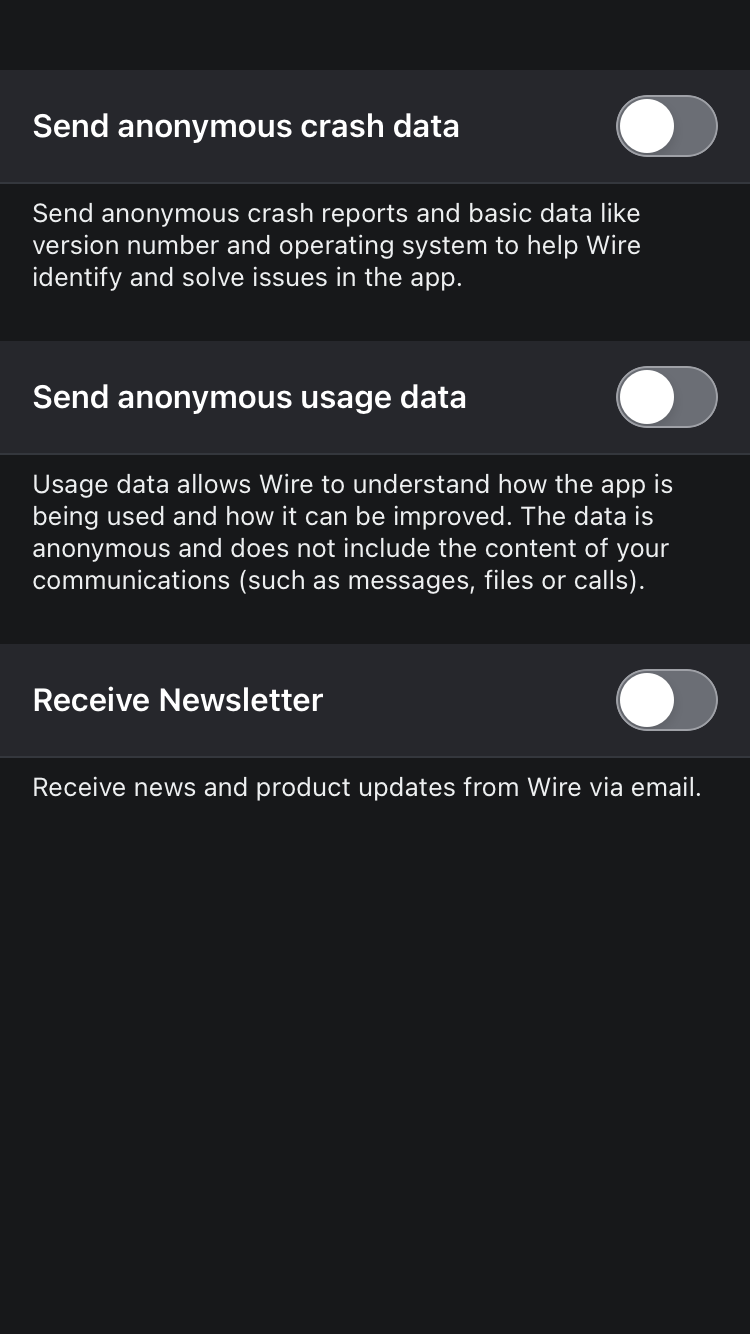 Send anonymous crash data
Send anonymous crash reports and basic data like
version number and operating system to help Wire
identify and solve issues in the app.
Send anonymous usage data
Usage data allows Wire to understand how the app is
being used and how it can be improved. The data is
anonymous and does not include the content of your
communications (such as messages, files or calls).
Receive Newsletter
Receive news and product updates from Wire via email.